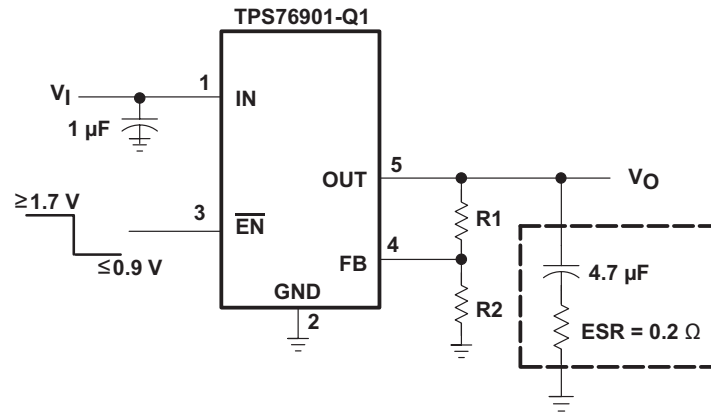 TPS76901-Q1
V_I
1
IN
1 µF
OUT
5
V_O
≥1.7 V
≤0.9 V
3
E̅N̅
R1
4
FB
GND
2
R2
4.7 µF
ESR = 0.2 Ω